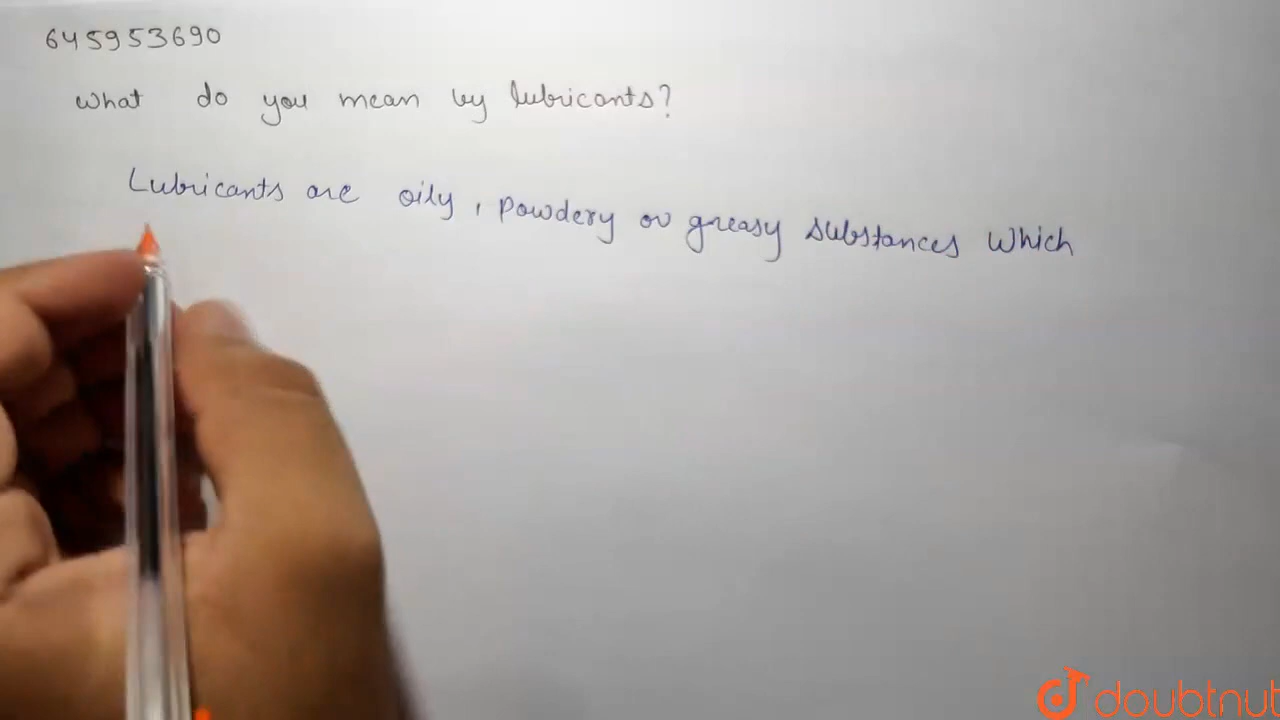 645953690
What do you mean by lubricants?
Lubricants are oily, powdery or greasy substances which
doubtnut